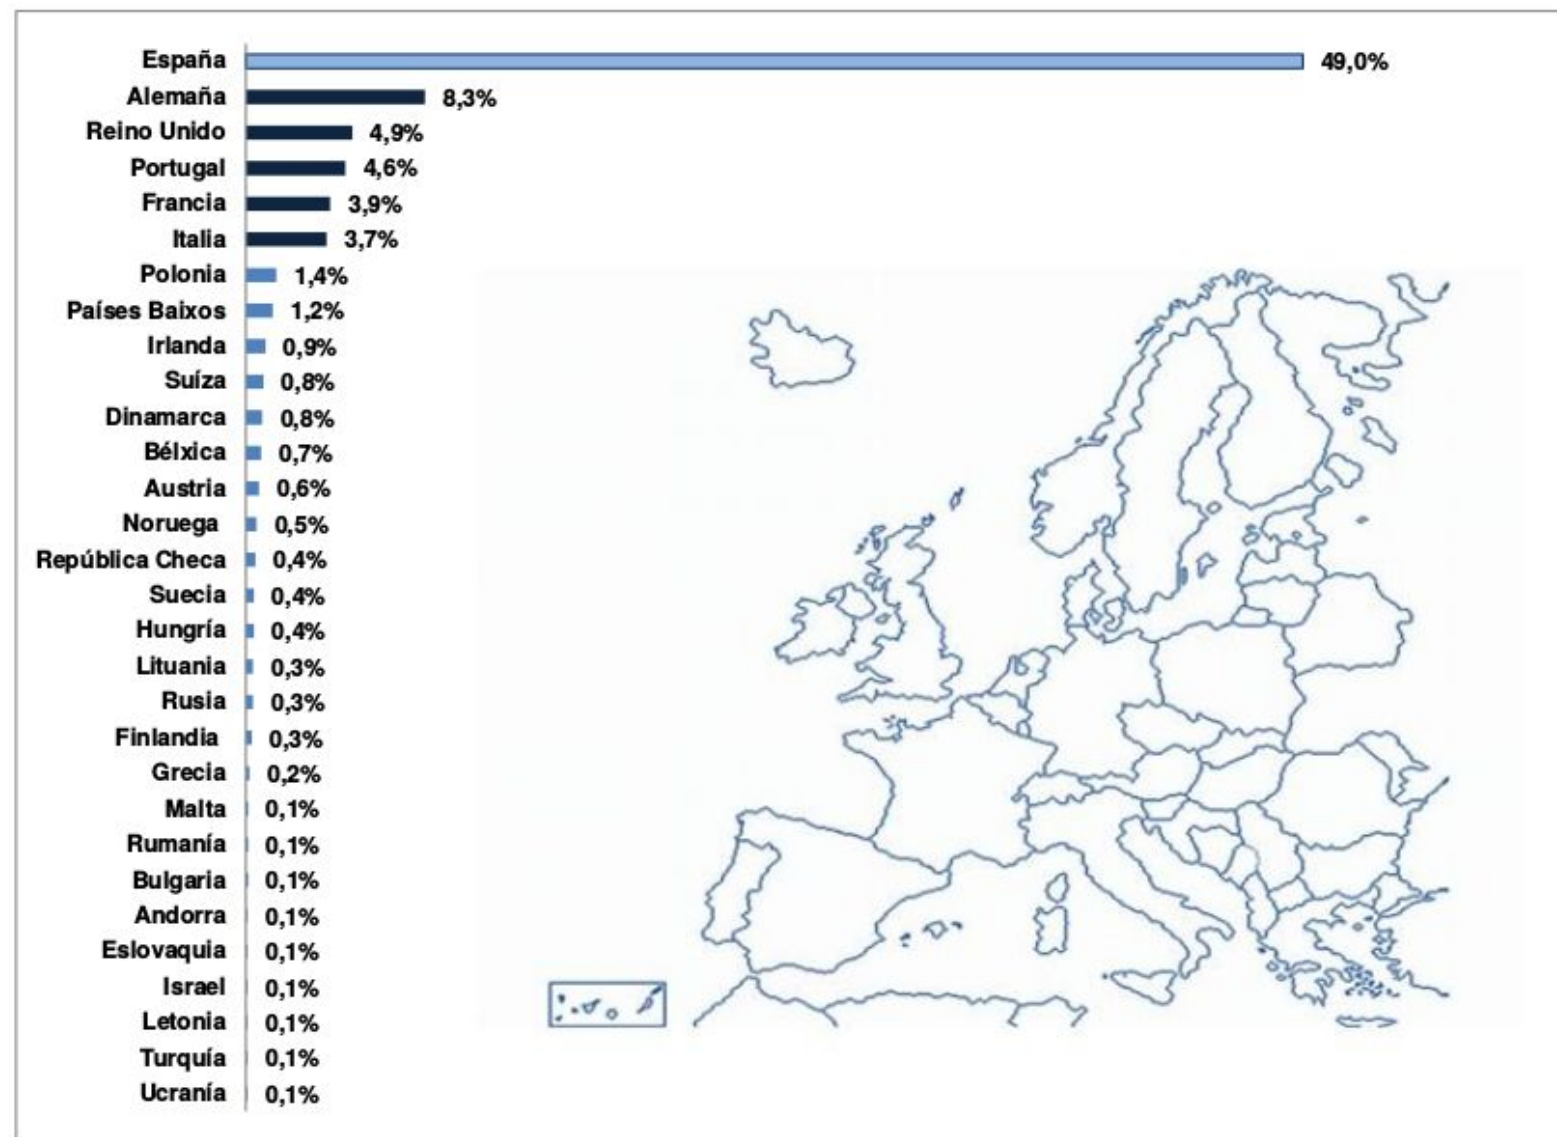 España 49,0%
Alemaña 8,3%
Reino Unido 4,9%
Portugal 4,6%
Francia 3,9%
Italia 3,7%
Polonia 1,4%
Países Baixos 1,2%
Irlanda 0,9%
Suíza 0,8%
Dinamarca 0,8%
Bélxica 0,7%
Austria 0,6%
Noruega 0,5%
República Checa 0,4%
Suecia 0,4%
Hungría 0,4%
Lituania 0,3%
Rusia 0,3%
Finlandia 0,3%
Grecia 0,2%
Malta 0,1%
Rumanía 0,1%
Bulgaria 0,1%
Andorra 0,1%
Eslovaquia 0,1%
Israel 0,1%
Letonia 0,1%
Turquía 0,1%
Ucranía 0,1%